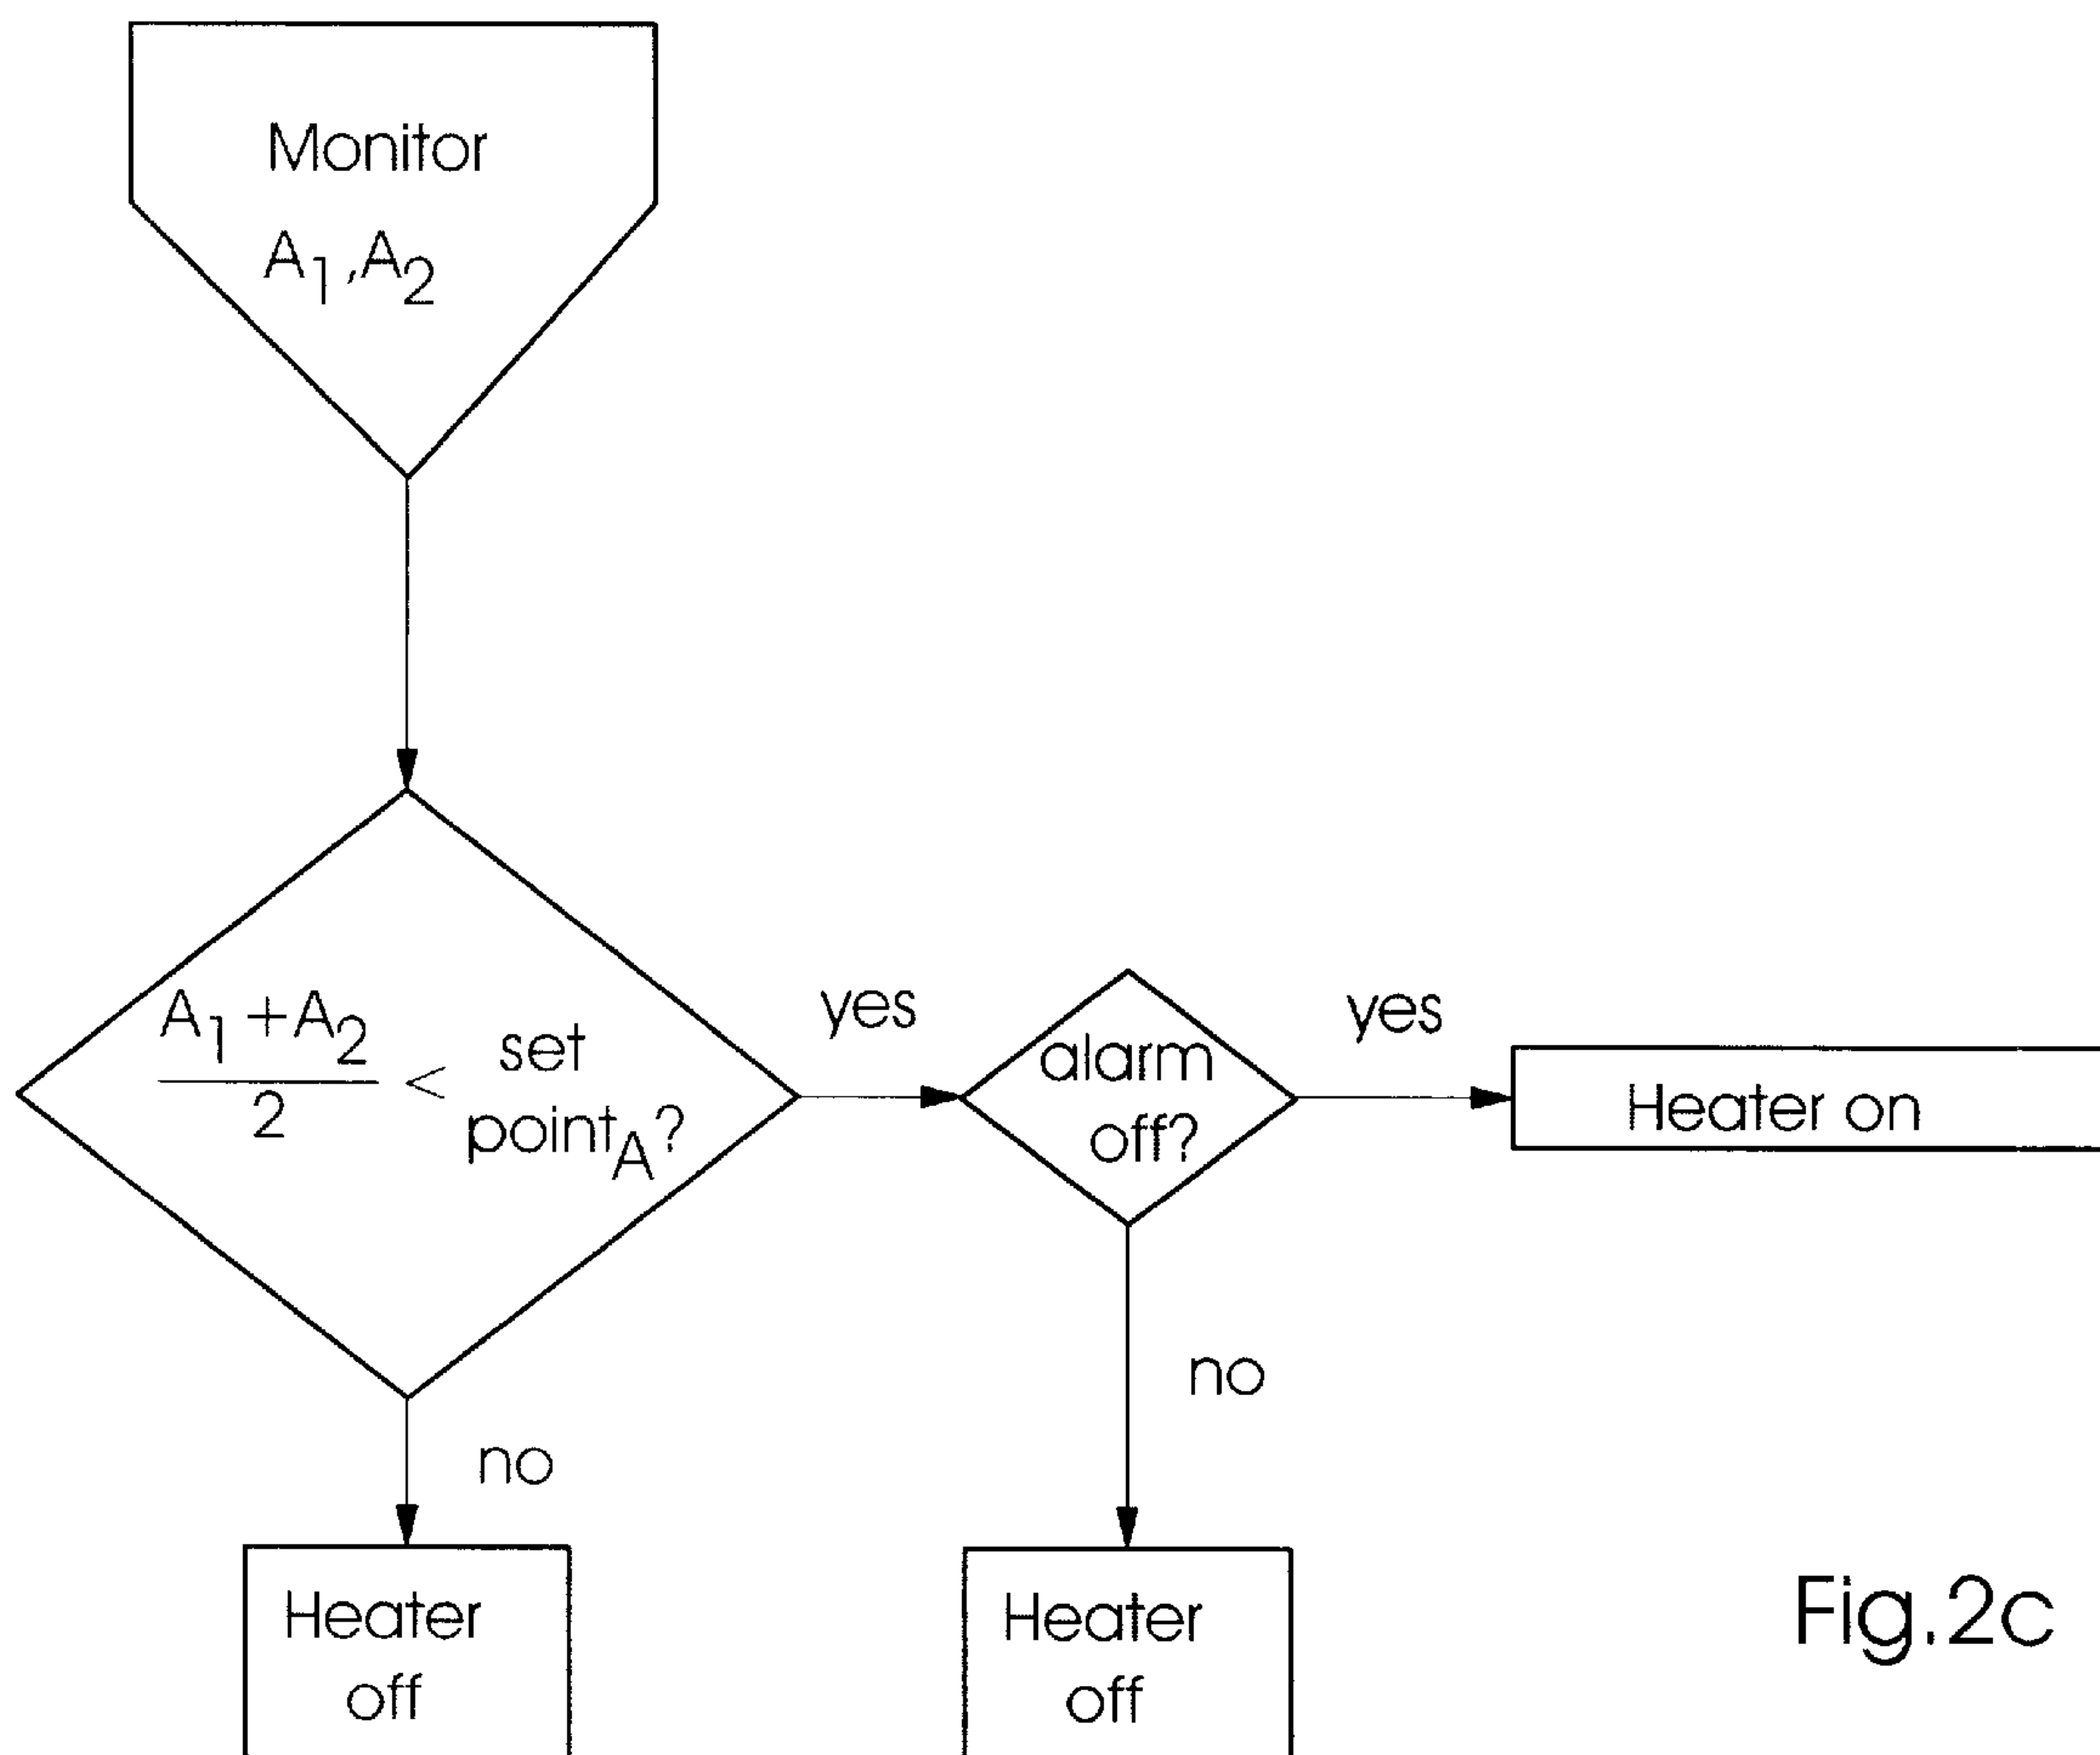 Monitor
A₁,A₂
A₁+A₂
2
<
set
point_A?
yes
alarm
off?
yes
Heater on
no
no
Heater
off
Heater
off
Fig.2c